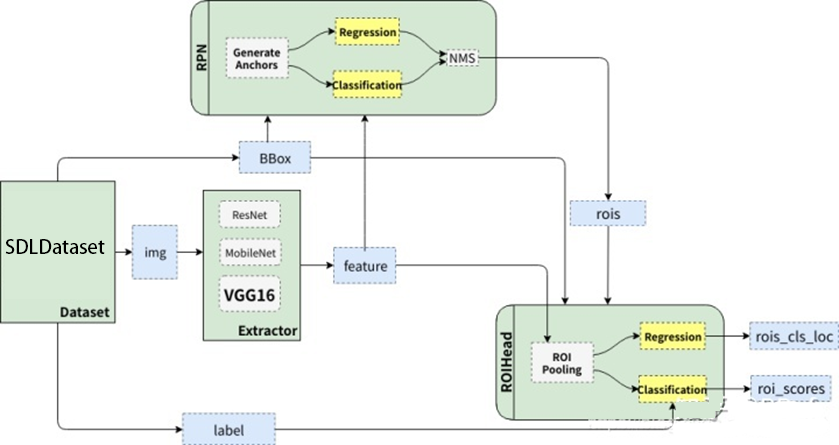 RPN
Generate
Anchors
Regression
Classification
NMS
BBox
rois
SDLDataset
Dataset
img
ResNet
MobileNet
VGG16
Extractor
feature
ROIHead
ROI
Pooling
Regression
Classification
rois_cls_loc
roi_scores
label